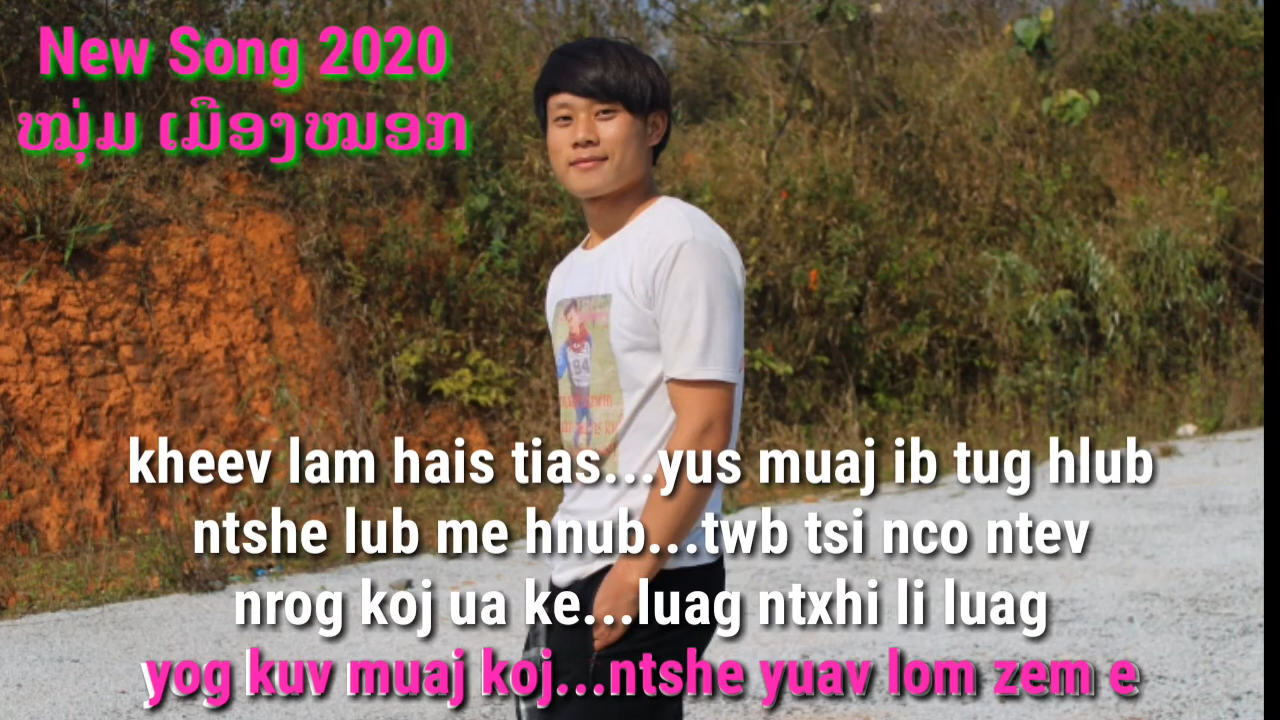 New Song 2020
ໜຸ່ມ ເມືອງໝອກ
84
kheev lam hais tias...yus muaj ib tug hlub
ntshe lub me hnub...twb tsi nco ntev
nrog koj ua ke...luag ntxhi li luag
yog kuv muaj koj...ntshe yuav lom zem e